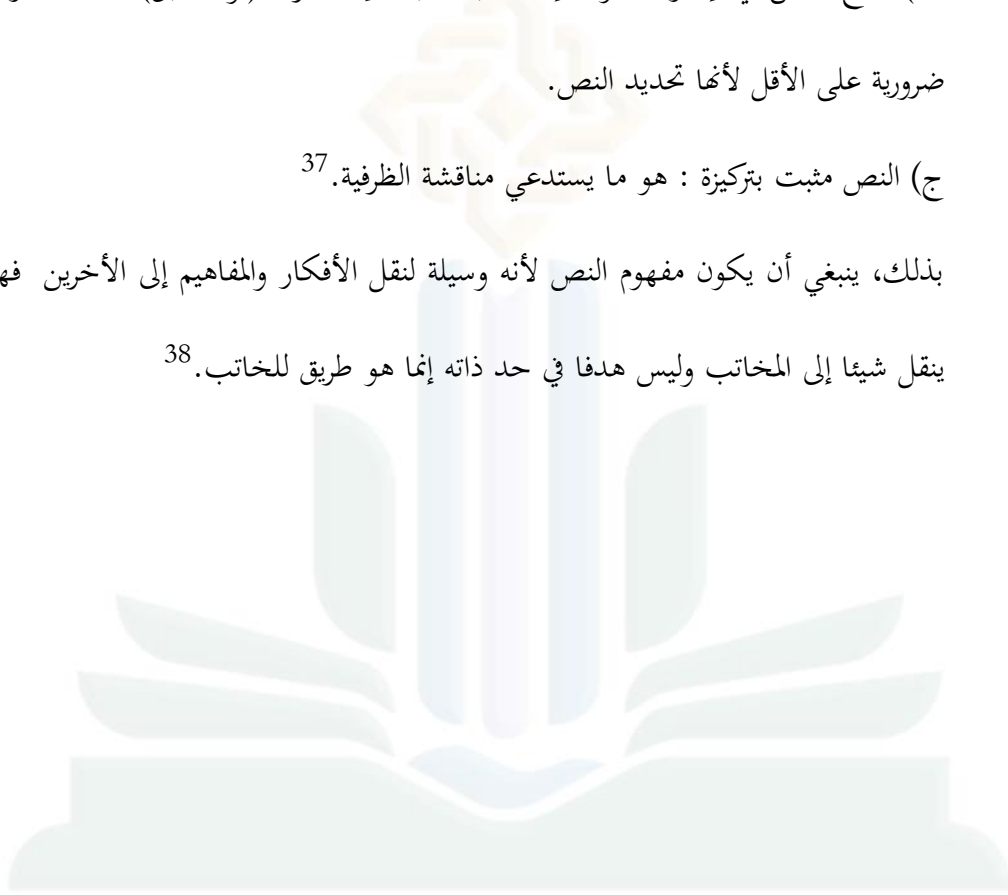 ضرورية على الأقل لأنها تحديد النص.
ج) النص مثبت بتركيزة : هو ما يستدعي مناقشة الظرفية.37
بذلك، ينبغي أن يكون مفهوم النص لأنه وسيلة لنقل الأفكار والمفاهيم إلى الأخرين
ينقل شيئا إلى المخاتب وليس هدفا في حد ذاته إنما هو طريق للخاتب.38